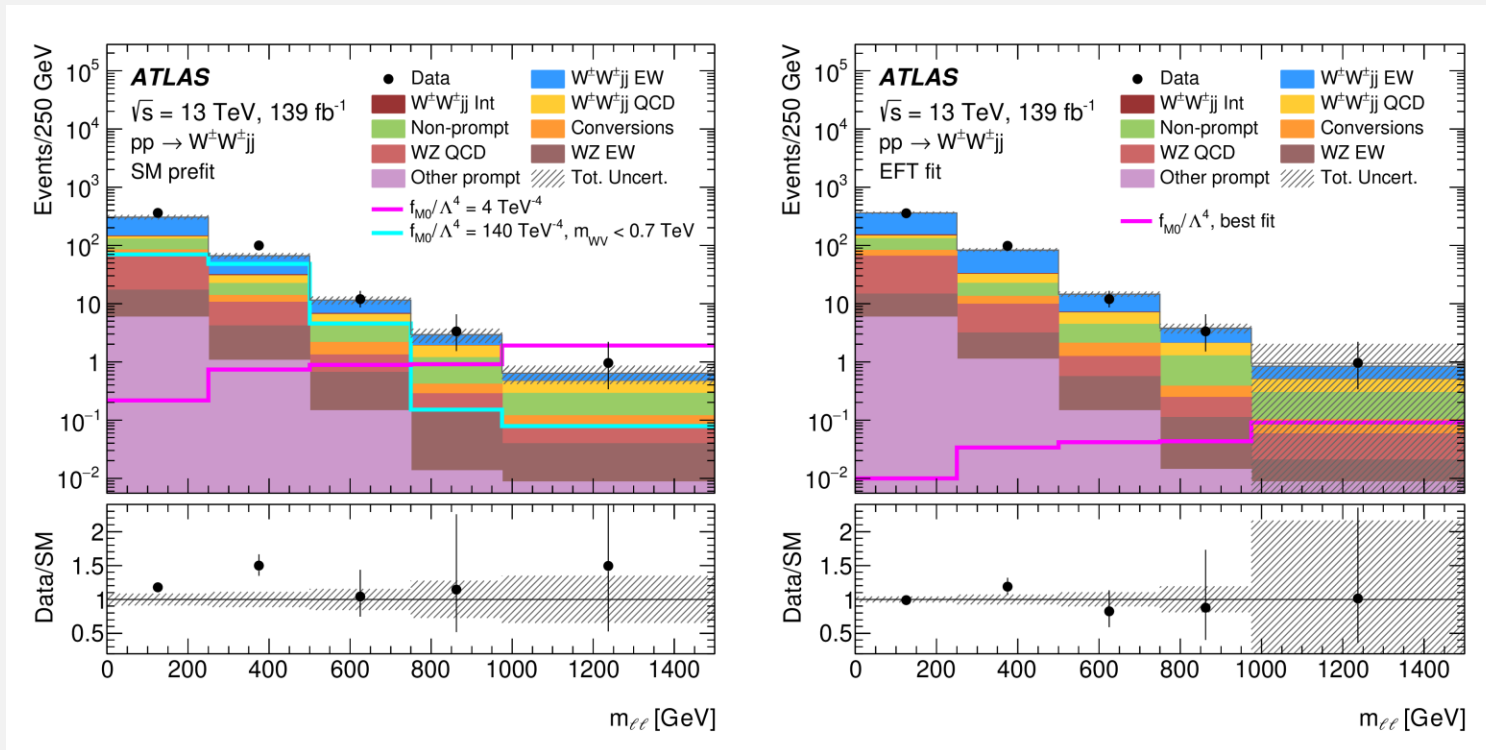 Events/250 GeV
10⁵
10⁴
10³
10²
10
1
10⁻¹
10⁻²
ATLAS
√s = 13 TeV, 139 fb⁻¹
pp → W±W±jj
SM prefit
Data
W±W±jj EW
W±W±jj Int
W±W±jj QCD
Non-prompt
Conversions
WZ QCD
WZ EW
Other prompt
Tot. Uncert.
f_M0/Λ⁴ = 4 TeV⁻⁴
f_M0/Λ⁴ = 140 TeV⁻⁴, m_WV < 0.7 TeV
Data/SM
2
1.5
1
0.5
0 200 400 600 800 1000 1200 1400
m_ℓℓ [GeV]
Events/250 GeV
10⁵
10⁴
10³
10²
10
1
10⁻¹
10⁻²
ATLAS
√s = 13 TeV, 139 fb⁻¹
pp → W±W±jj
EFT fit
Data
W±W±jj EW
W±W±jj Int
W±W±jj QCD
Non-prompt
Conversions
WZ QCD
WZ EW
Other prompt
Tot. Uncert.
f_M0/Λ⁴, best fit
Data/SM
2
1.5
1
0.5
0 200 400 600 800 1000 1200 1400
m_ℓℓ [GeV]